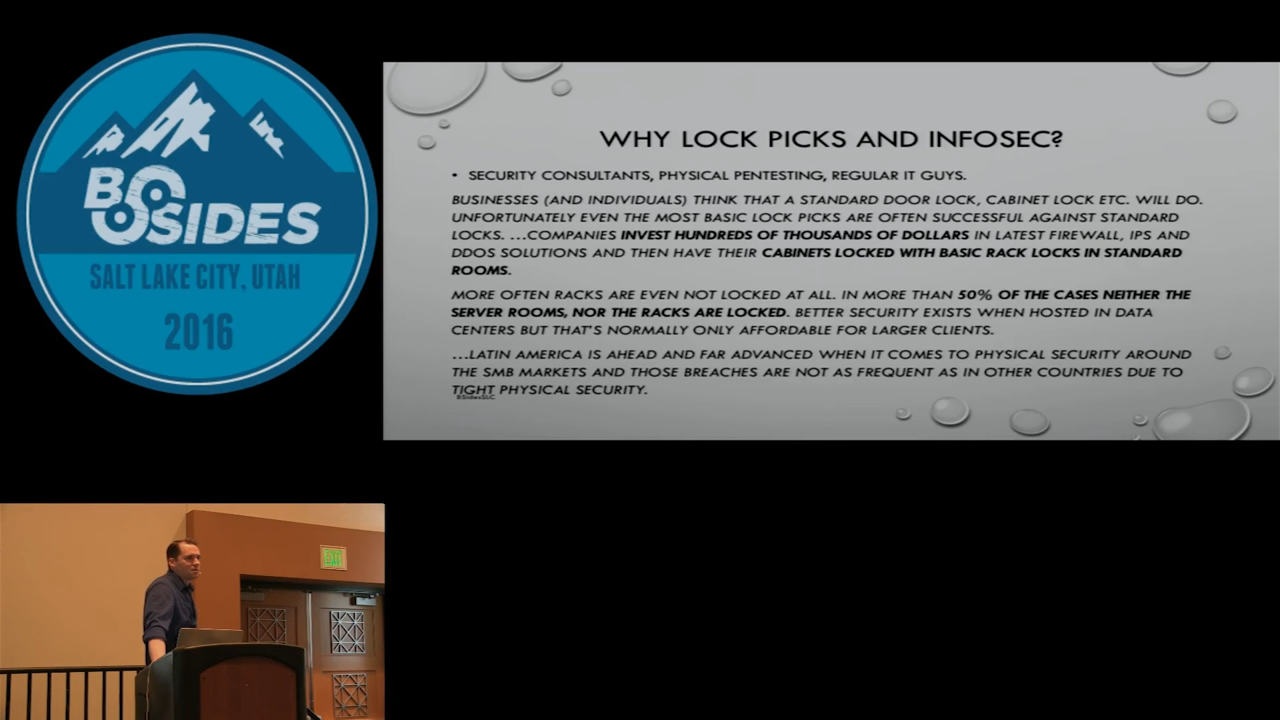 BSIDES
SALT LAKE CITY, UTAH
2016
WHY LOCK PICKS AND INFOSEC?
• SECURITY CONSULTANTS, PHYSICAL PENTESTING, REGULAR IT GUYS.
BUSINESSES (AND INDIVIDUALS) THINK THAT A STANDARD DOOR LOCK, CABINET LOCK ETC. WILL DO.
UNFORTUNATELY EVEN THE MOST BASIC LOCK PICKS ARE OFTEN SUCCESSFUL AGAINST STANDARD
LOCKS. ...COMPANIES INVEST HUNDREDS OF THOUSANDS OF DOLLARS IN LATEST FIREWALL, IPS AND
DDOS SOLUTIONS AND THEN HAVE THEIR CABINETS LOCKED WITH BASIC RACK LOCKS IN STANDARD
ROOMS.
MORE OFTEN RACKS ARE EVEN NOT LOCKED AT ALL. IN MORE THAN 50% OF THE CASES NEITHER THE
SERVER ROOMS, NOR THE RACKS ARE LOCKED. BETTER SECURITY EXISTS WHEN HOSTED IN DATA
CENTERS BUT THAT'S NORMALLY ONLY AFFORDABLE FOR LARGER CLIENTS.
...LATIN AMERICA IS AHEAD AND FAR ADVANCED WHEN IT COMES TO PHYSICAL SECURITY AROUND
THE SMB MARKETS AND THOSE BREACHES ARE NOT AS FREQUENT AS IN OTHER COUNTRIES DUE TO
TIGHT PHYSICAL SECURITY.
BSidesSLC
EXIT